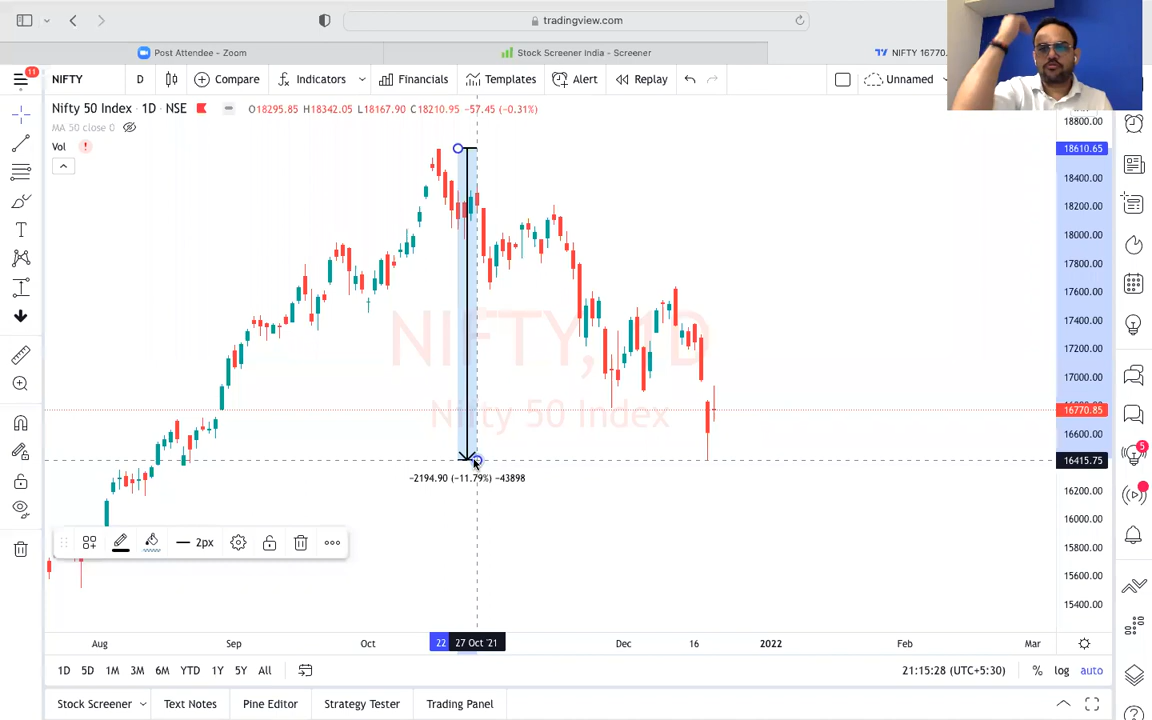 tradingview.com
Post Attendee - Zoom
Stock Screener India - Screener
NIFTY 16770.
11
NIFTY D Compare Indicators Financials Templates Alert Replay Unnamed
Nifty 50 Index · 1D · NSE O18295.85 H18342.05 L18167.90 C18210.95 −57.45 (−0.31%)
MA 50 close 0
Vol !
18800.00
18610.65
18400.00
18200.00
18000.00
17800.00
17600.00
17400.00
17200.00
17000.00
16770.85
16600.00
16415.75
16200.00
16000.00
15800.00
15600.00
15400.00
NIFTY, 1D
Nifty 50 Index
−2194.90 (−11.79%) −43898
5
2px
Aug Sep Oct 22 27 Oct '21 Dec 16 2022 Feb Mar
1D 5D 1M 3M 6M YTD 1Y 5Y All 21:15:28 (UTC+5:30) % log auto
Stock Screener Text Notes Pine Editor Strategy Tester Trading Panel